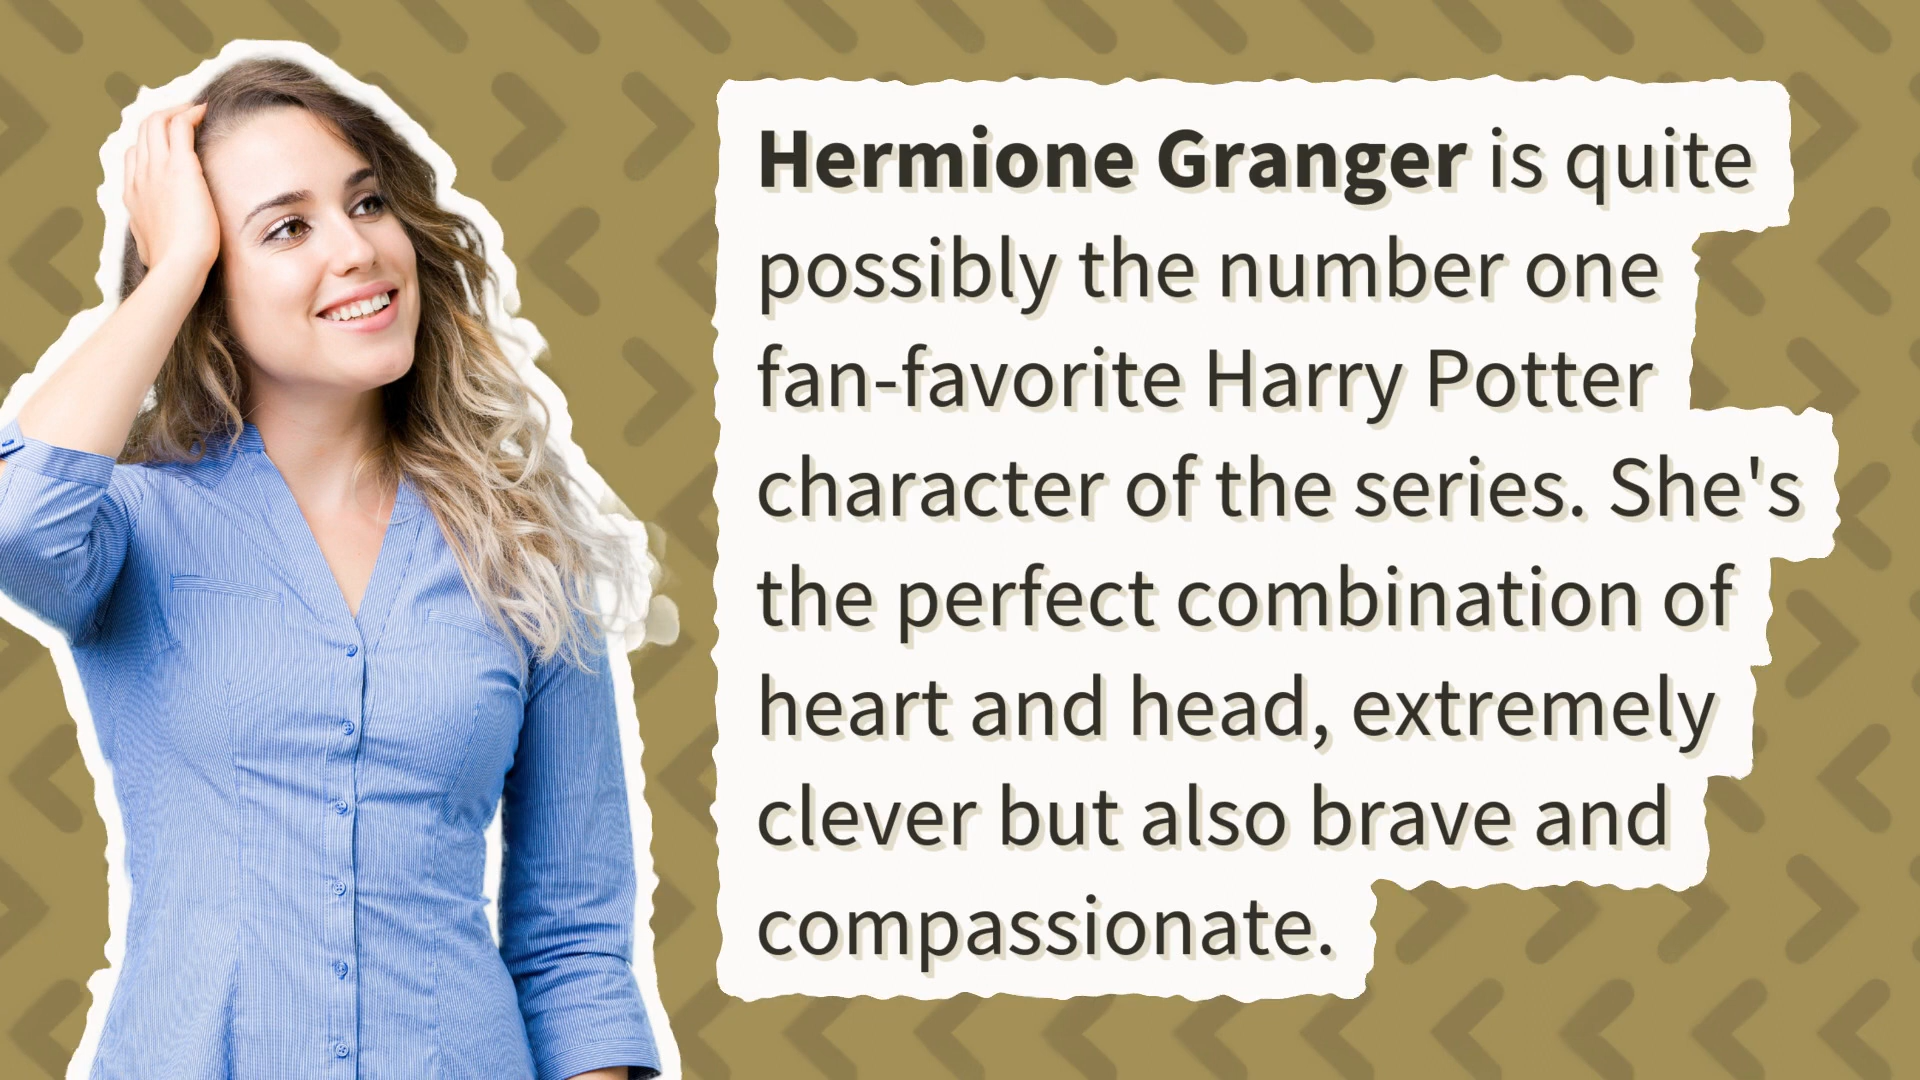 Hermione Granger is quite
possibly the number one
fan-favorite Harry Potter
character of the series. She's
the perfect combination of
heart and head, extremely
clever but also brave and
compassionate.